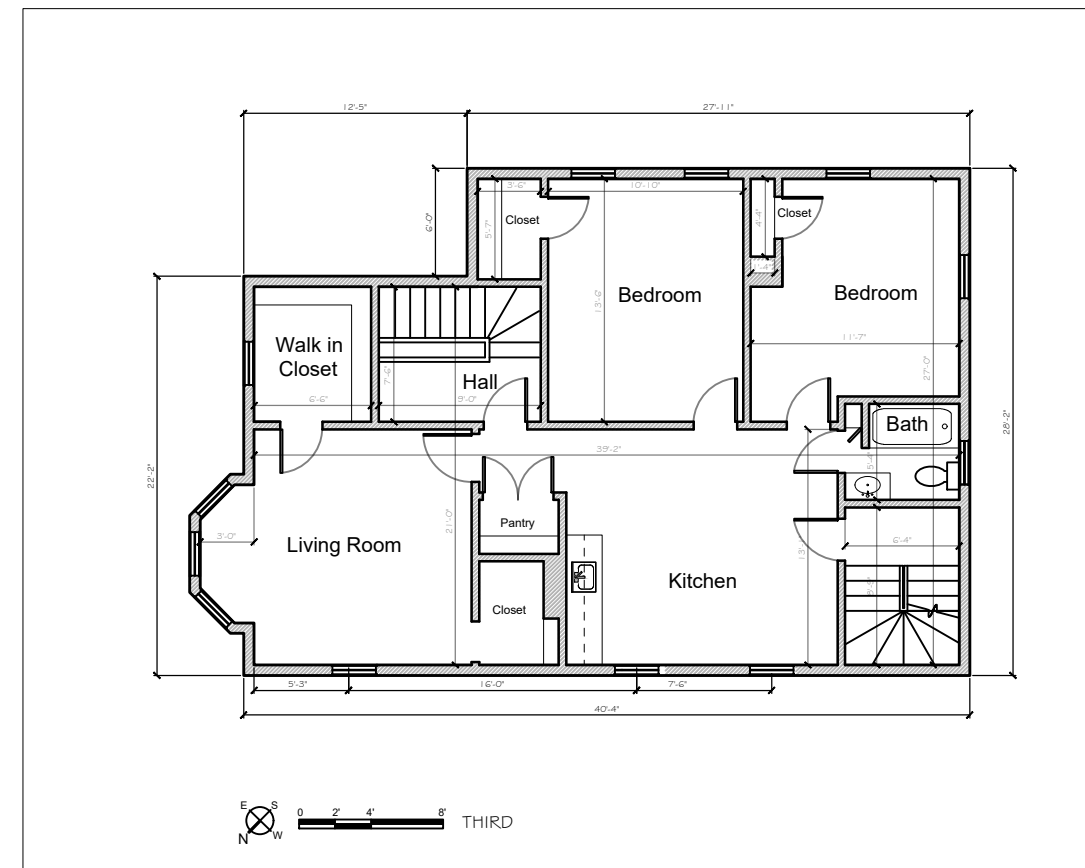 12'-5"
27'-11"
6'-0"
3'-6"
10'-10"
Closet
5'-7"
4'-4"
Closet
13'-6"
Bedroom
Bedroom
Walk in
Closet
11'-7"
27'-0"
Hall
7'-6"
6'-6"
9'-0"
Bath
28'-2"
22'-2"
39'-2"
5'-4"
21'-0"
Pantry
3'-0"
Living Room
6'-4"
Kitchen
Closet
5'-3"
16'-0"
7'-6"
40'-4"
E S
N W
0 2' 4' 8'
THIRD